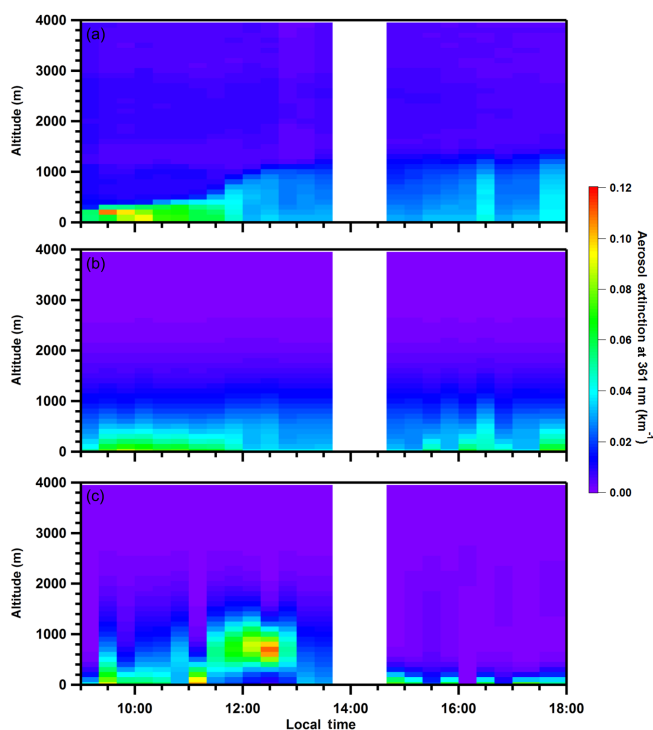 4000
(a)
3000
2000
1000
0
Altitude (m)
4000
(b)
3000
2000
1000
0
Altitude (m)
4000
(c)
3000
2000
1000
0
Altitude (m)
10:00 12:00 14:00 16:00 18:00
Local time
0.12
0.10
0.08
0.06
0.04
0.02
0.00
Aerosol extinction at 361 nm (km⁻¹)